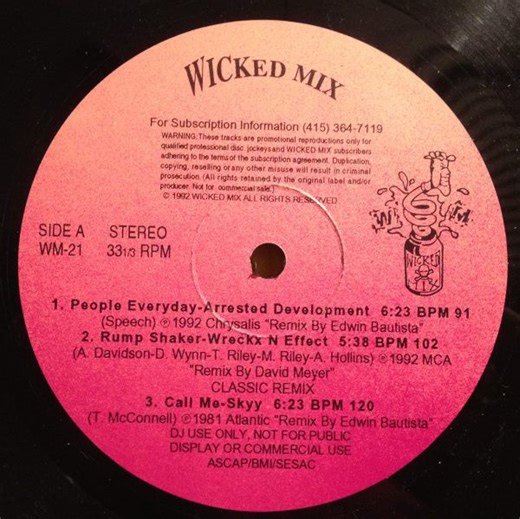 WICKED MIX
For Subscription Information (415) 364-7119
WARNING: These tracks are promotional reproductions only for
qualified professional disc jockeys and WICKED MIX subscribers
adhering to the terms of the subscription agreement. Duplication,
copying, reselling or any other misuse will result in criminal
prosecution. (All rights retained by the original label and/or
producer. Not for commercial sale.)
© 1992 WICKED MIX ALL RIGHTS RESERVED
SIDE A STEREO
WM-21 33 1/3 RPM
W M
WICKED
MIX
1. People Everyday-Arrested Development 6:23 BPM 91
(Speech) ℗1992 Chrysalis "Remix By Edwin Bautista"
2. Rump Shaker-Wreckx N Effect 5:38 BPM 102
(A. Davidson-D. Wynn-T. Riley-M. Riley-A. Hollins) ℗1992 MCA
"Remix By David Meyer"
CLASSIC REMIX
3. Call Me-Skyy 6:23 BPM 120
(T. McConnell) ℗1981 Atlantic "Remix By Edwin Bautista"
DJ USE ONLY, NOT FOR PUBLIC
DISPLAY OR COMMERCIAL USE
ASCAP/BMI/SESAC